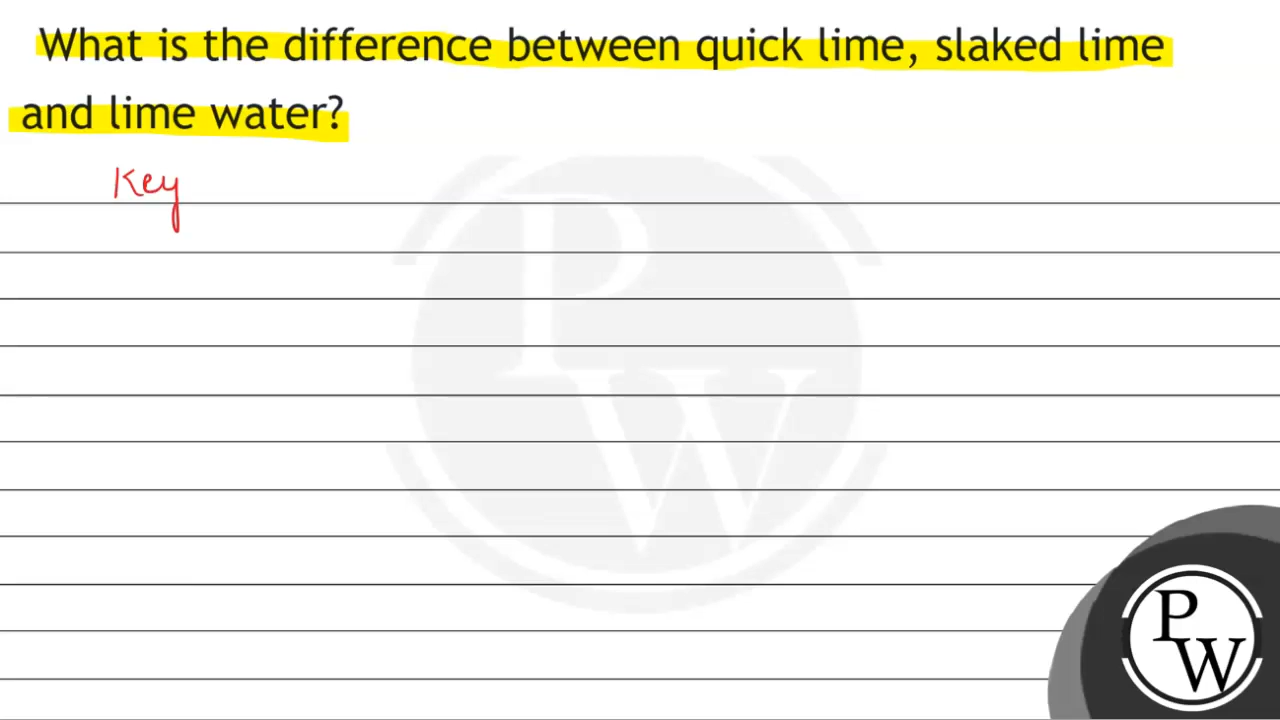 What is the difference between quick lime, slaked lime
and lime water?
Key
P
W
P
W